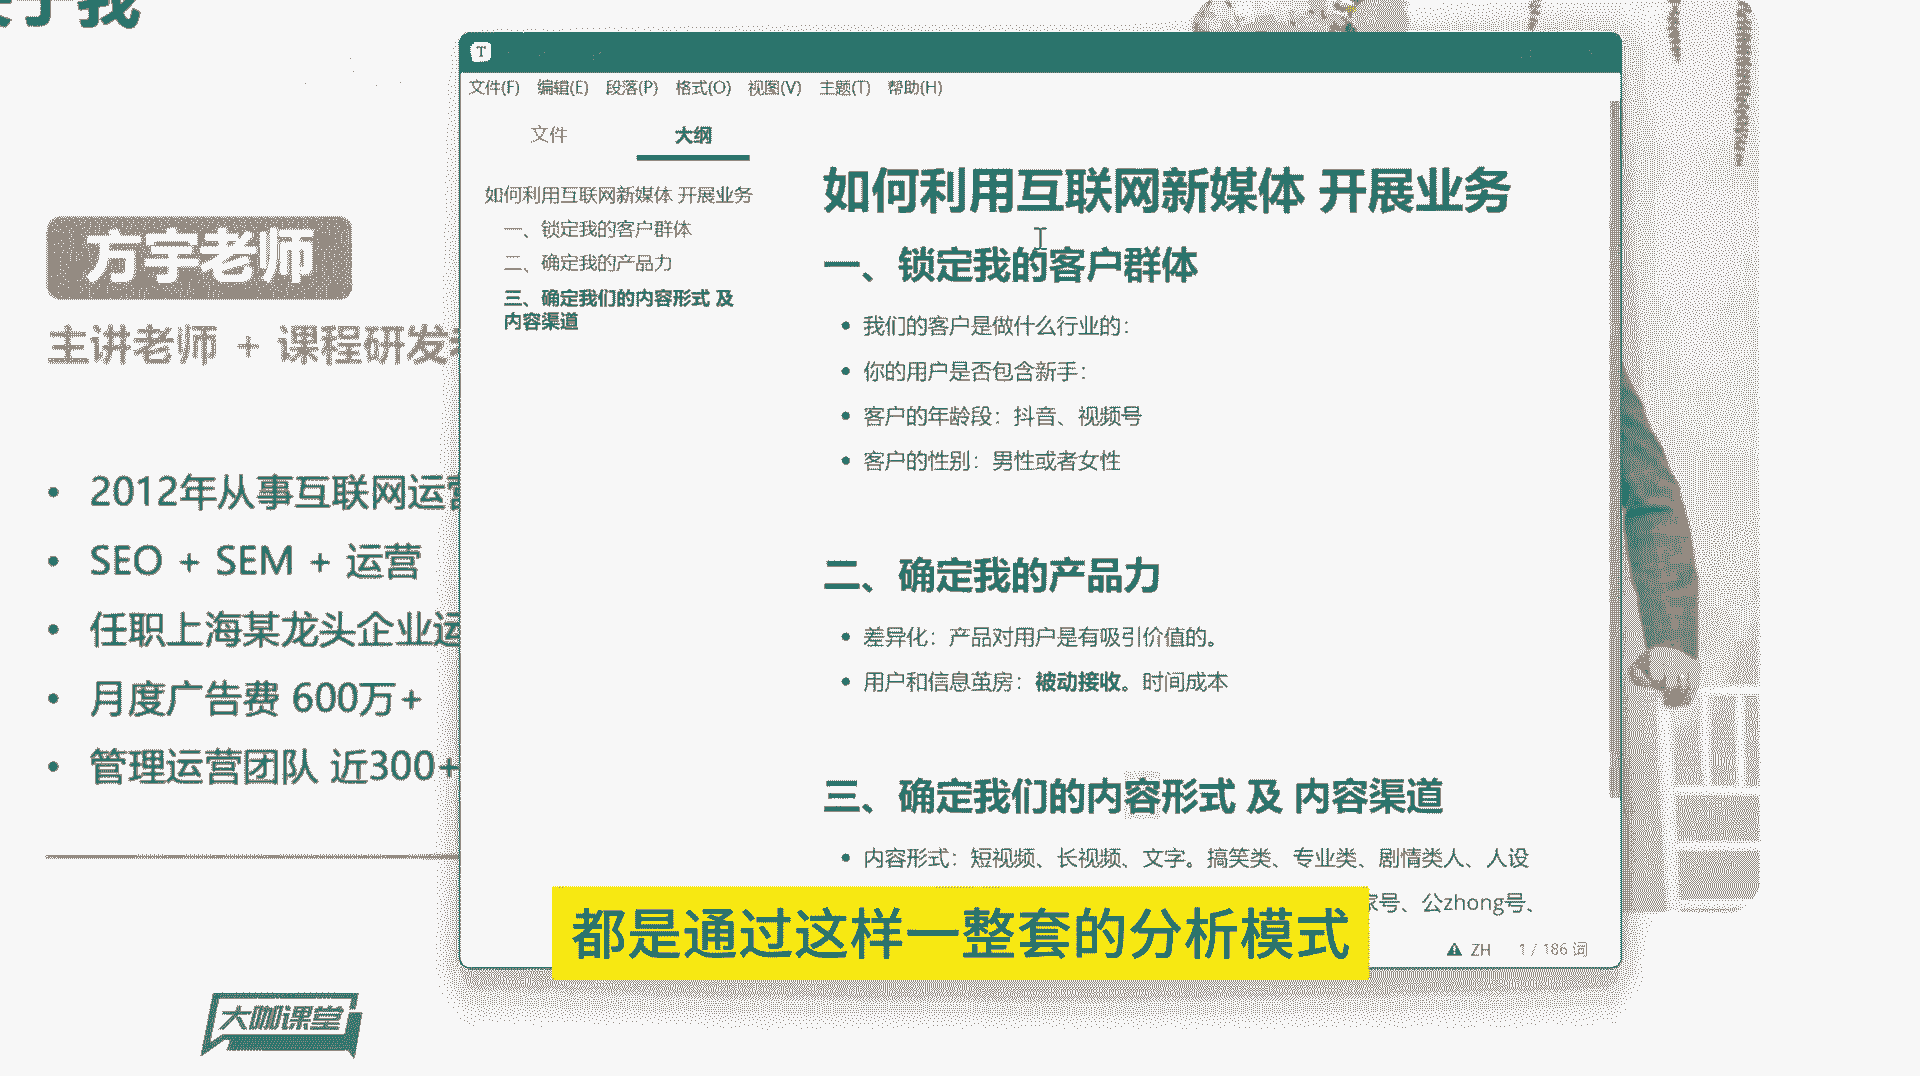 方宇老师
主讲老师 + 课程研发
2012年从事互联网运营
SEO + SEM + 运营
任职上海某龙头企业运
月度广告费 600万+
管理运营团队 近300+
大咖课堂
T
文件(F) 编辑(E) 段落(P) 格式(O) 视图(V) 主题(T) 帮助(H)
文件 大纲
如何利用互联网新媒体 开展业务
一、锁定我的客户群体
二、确定我的产品力
三、确定我们的内容形式 及
内容渠道
如何利用互联网新媒体 开展业务
一、锁定我的客户群体
我们的客户是做什么行业的：
你的用户是否包含新手：
客户的年龄段：抖音、视频号
客户的性别：男性或者女性
二、确定我的产品力
差异化：产品对用户是有吸引价值的。
用户和信息茧房：被动接收。时间成本
三、确定我们的内容形式 及 内容渠道
内容形式：短视频、长视频、文字。搞笑类、专业类、剧情类人、人设
家号、公zhong号、
ZH 1 / 186 词
都是通过这样一整套的分析模式